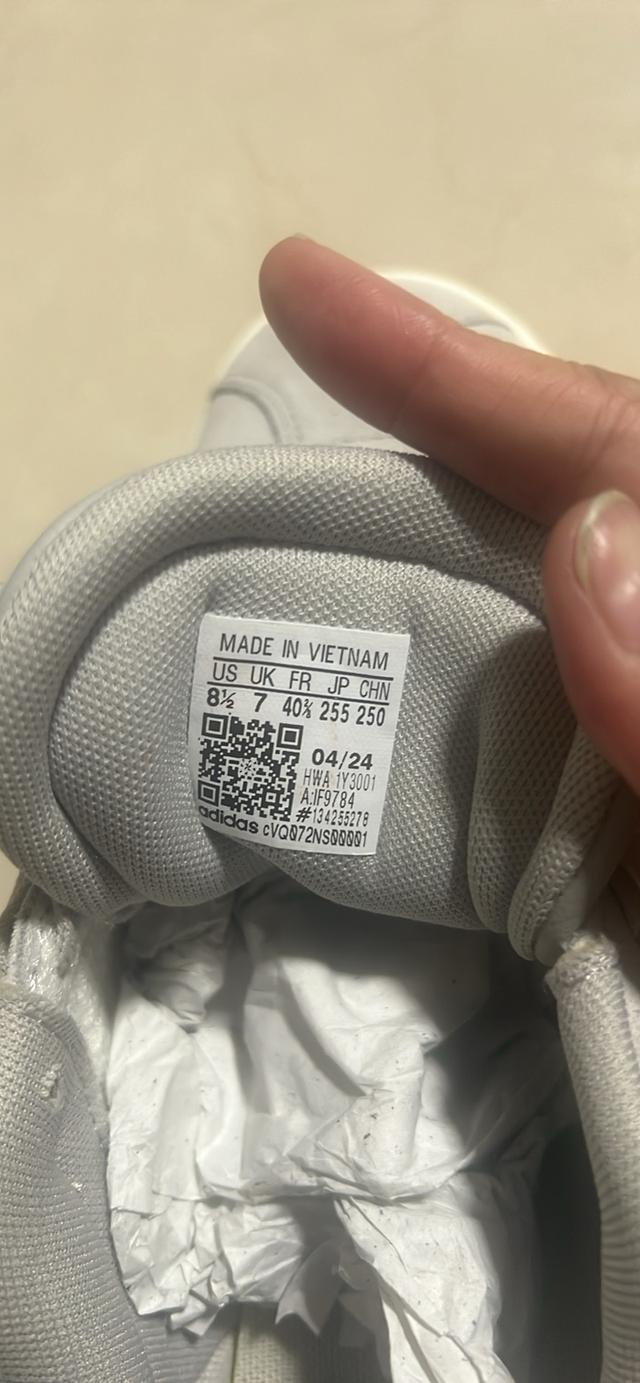 MADE IN VIETNAM
US UK FR JP CHN
8½ 7 40⅔ 255 250
04/24
HWA 1Y3001
A:IF9784
#134255278
adidas cVQ072NS00001